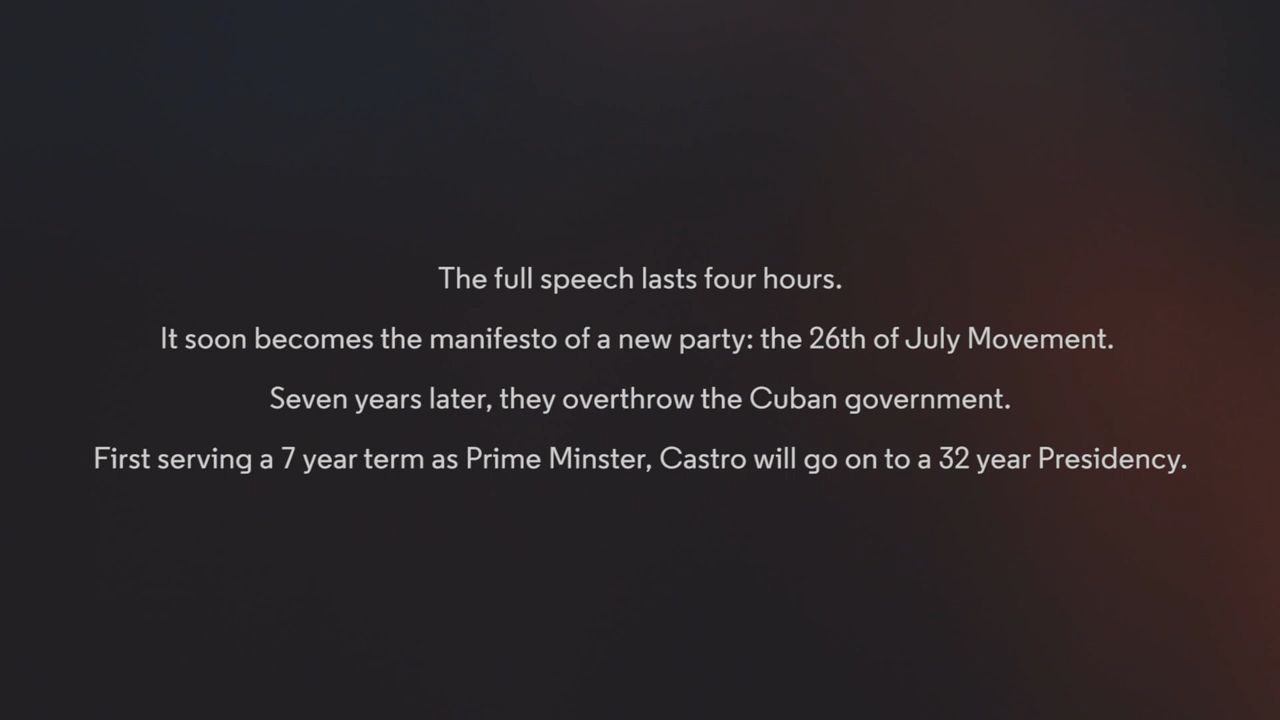 The full speech lasts four hours.
It soon becomes the manifesto of a new party: the 26th of July Movement.
Seven years later, they overthrow the Cuban government.
First serving a 7 year term as Prime Minster, Castro will go on to a 32 year Presidency.